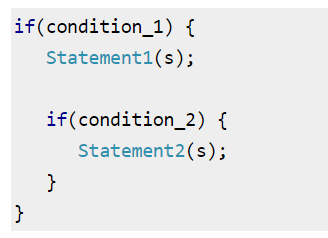 if(condition_1) {
Statement1(s);
if(condition_2) {
Statement2(s);
}
}